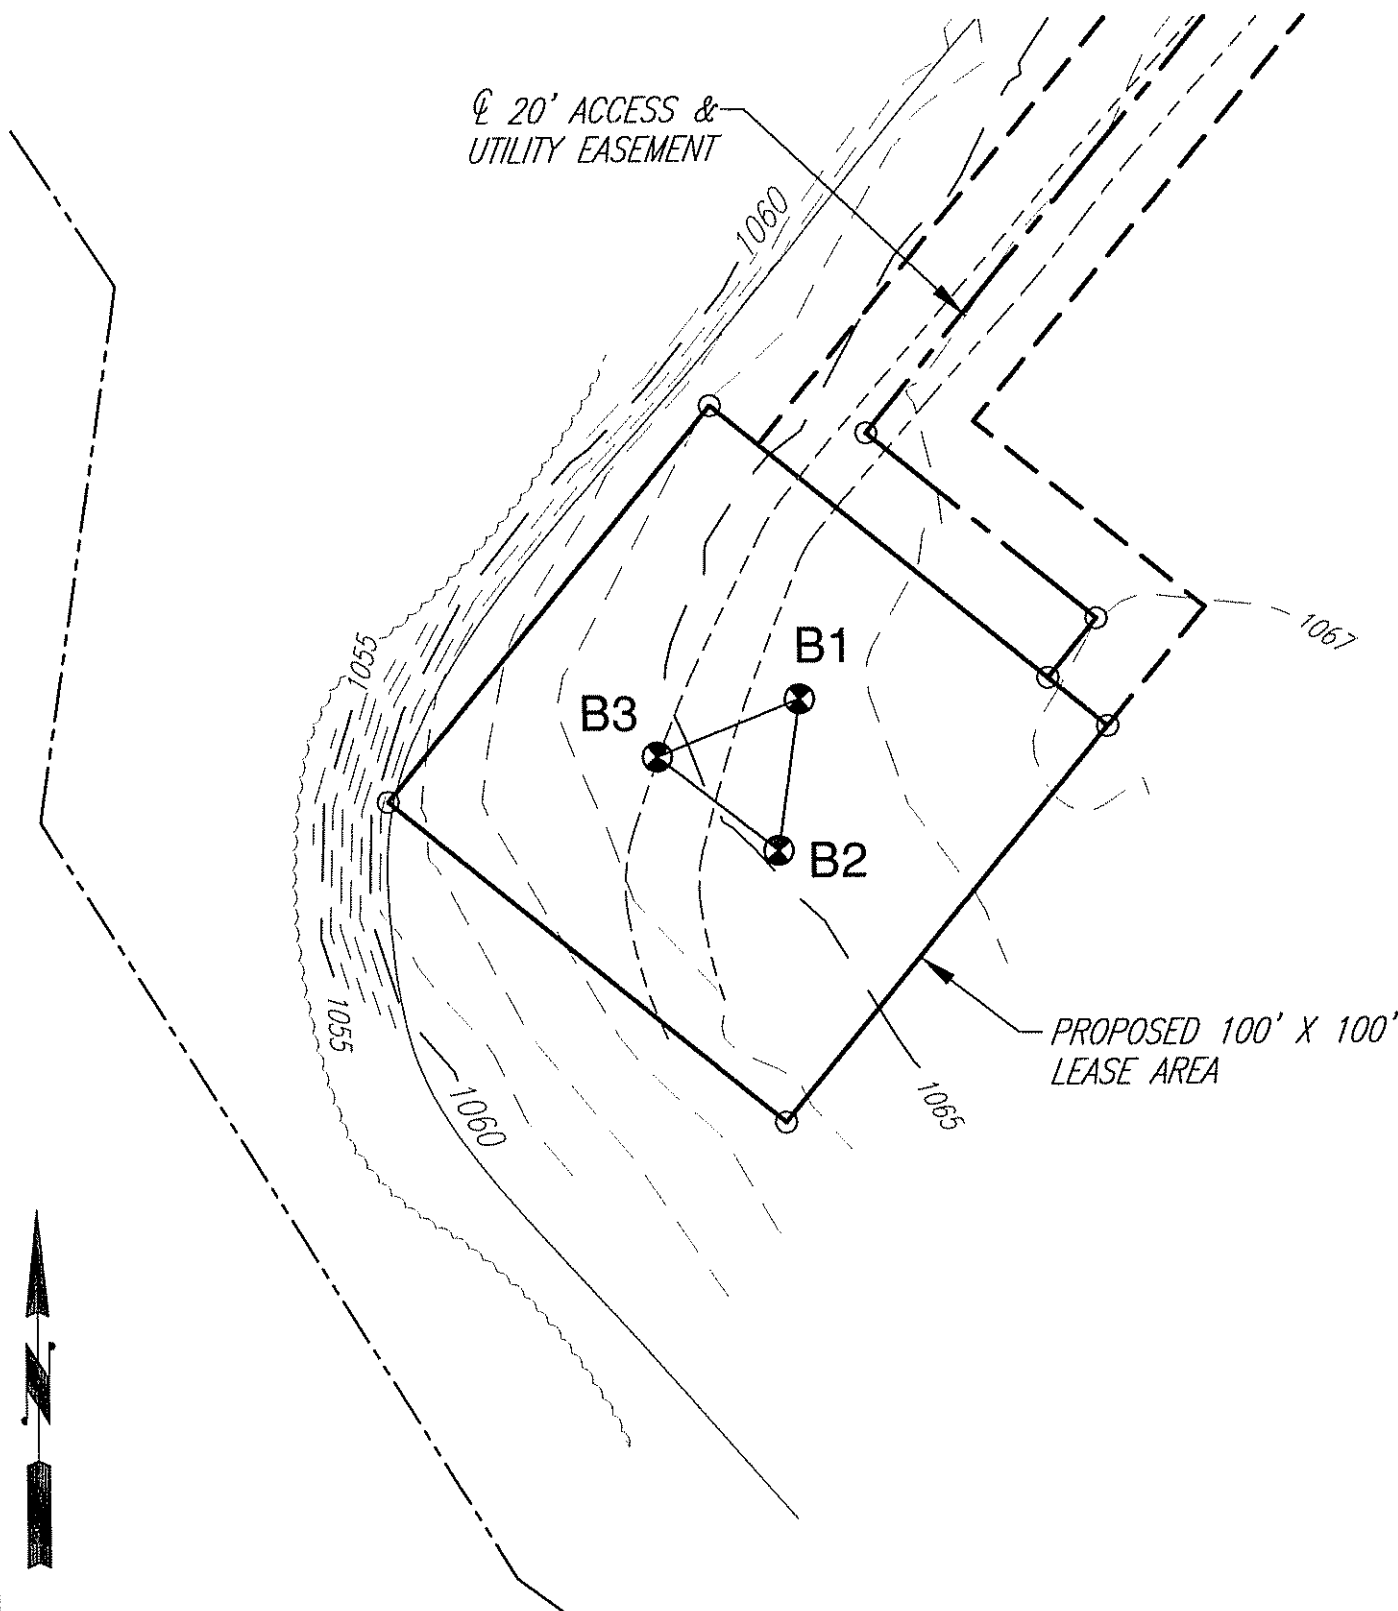 ℄ 20' ACCESS &
UTILITY EASEMENT
1060
1067
1055
B1
B3
B2
1055
PROPOSED 100' X 100'
LEASE AREA
1065
1060
N